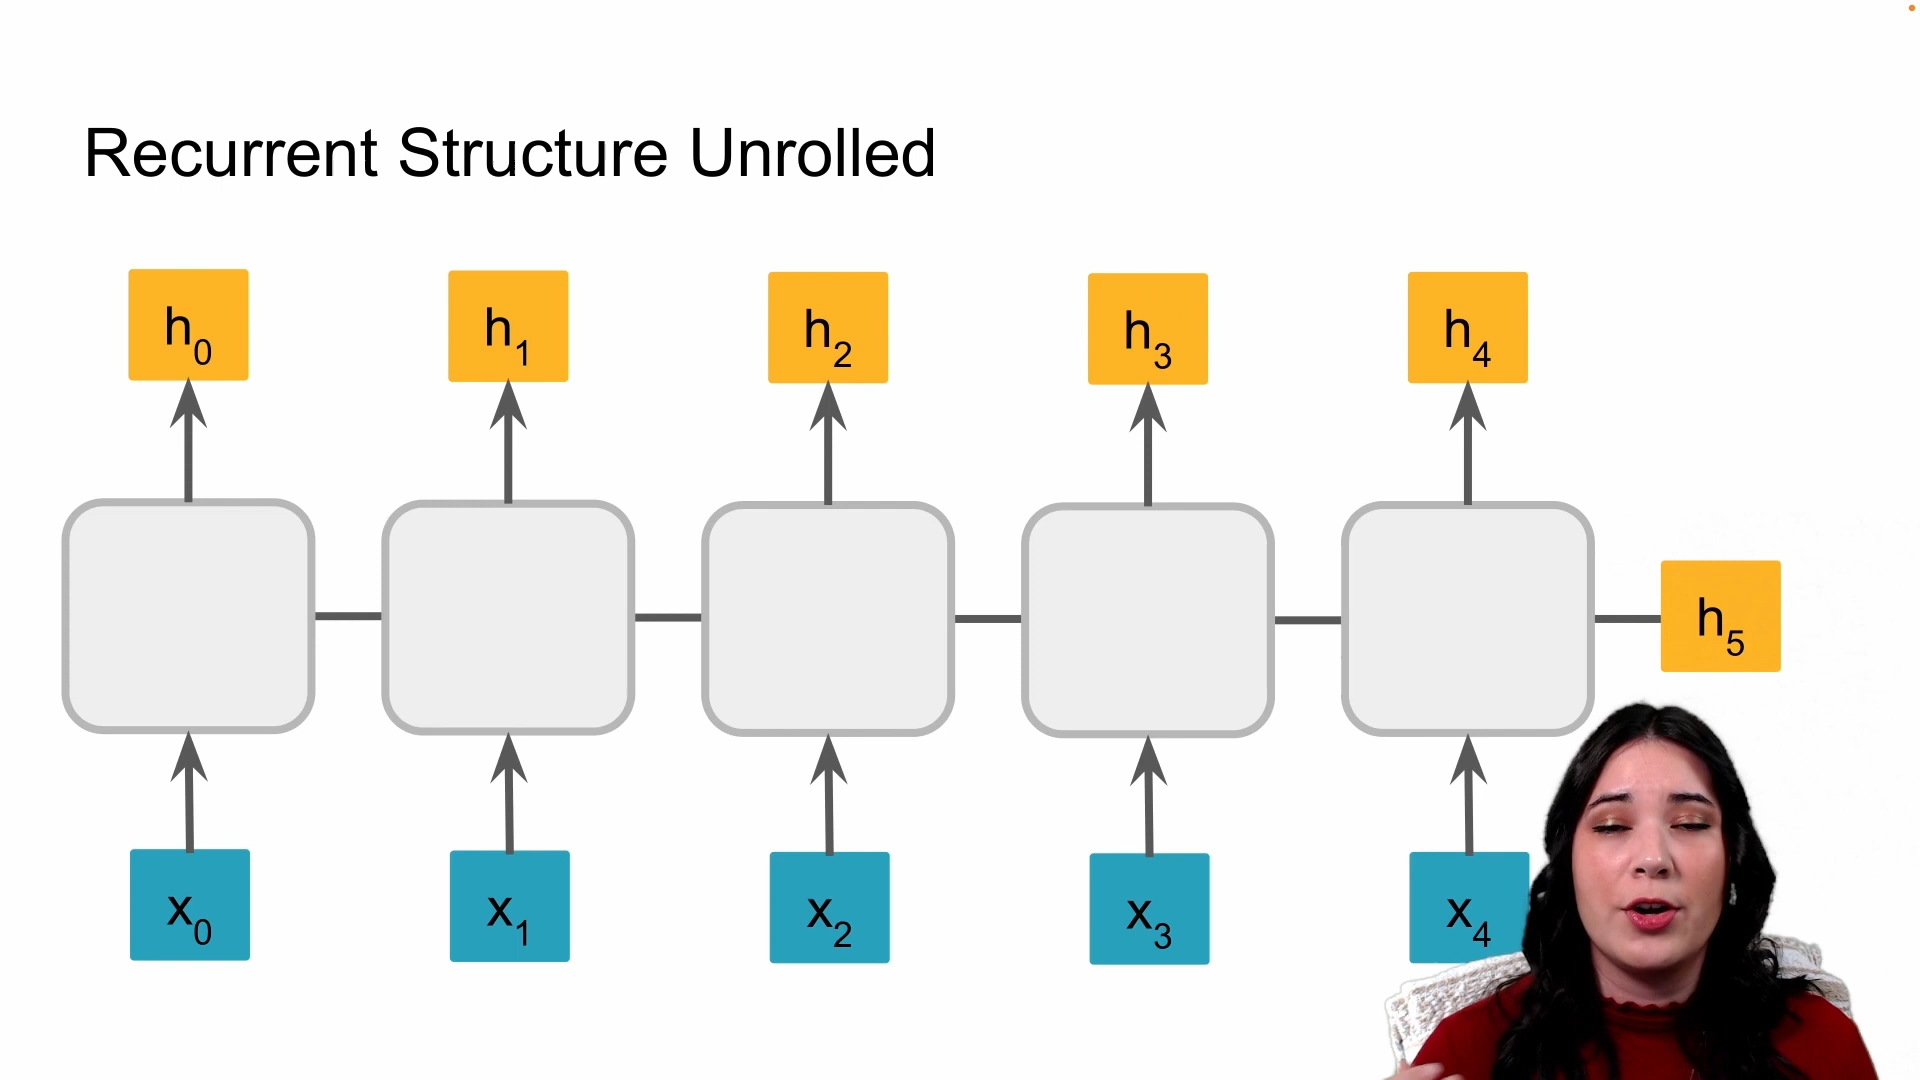 Recurrent Structure Unrolled
h0 h1 h2 h3 h4
h5
x0 x1 x2 x3 x4